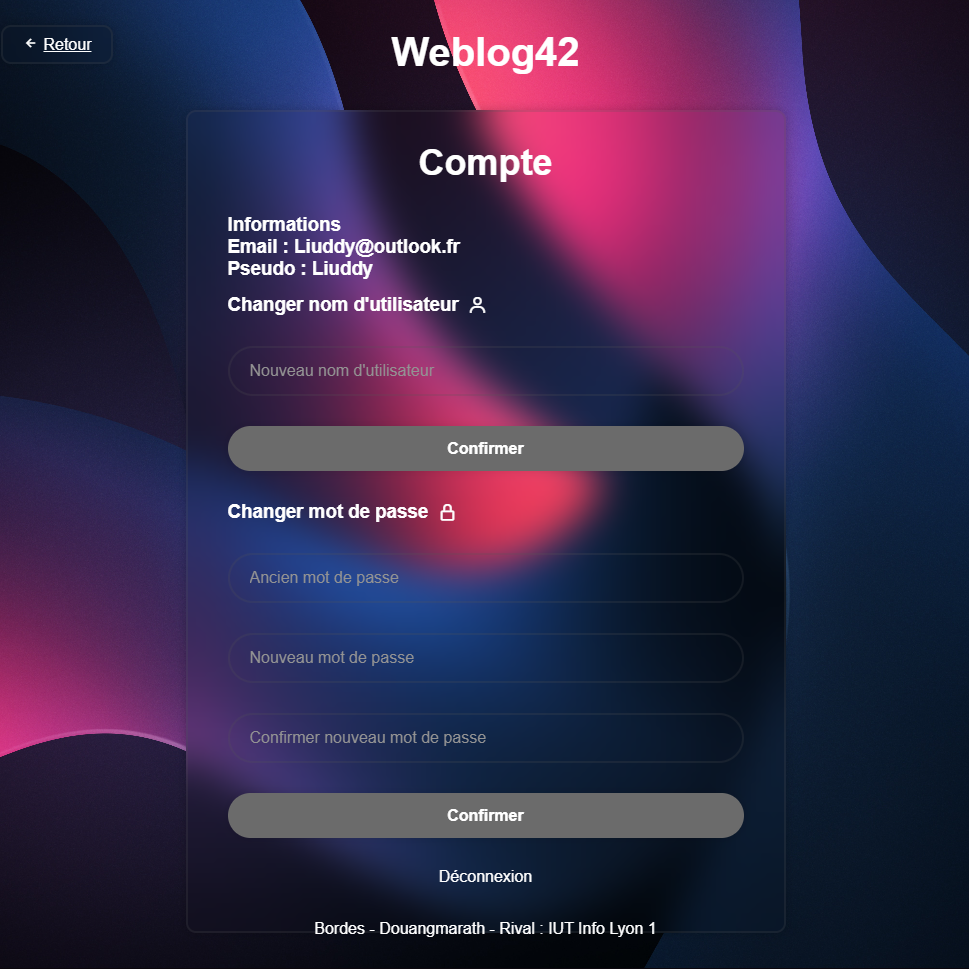 Retour
Weblog42
Compte
Informations
Email : Liuddy@outlook.fr
Pseudo : Liuddy
Changer nom d'utilisateur
Nouveau nom d'utilisateur
Confirmer
Changer mot de passe
Ancien mot de passe
Nouveau mot de passe
Confirmer nouveau mot de passe
Confirmer
Déconnexion
Bordes - Douangmarath - Rival : IUT Info Lyon 1